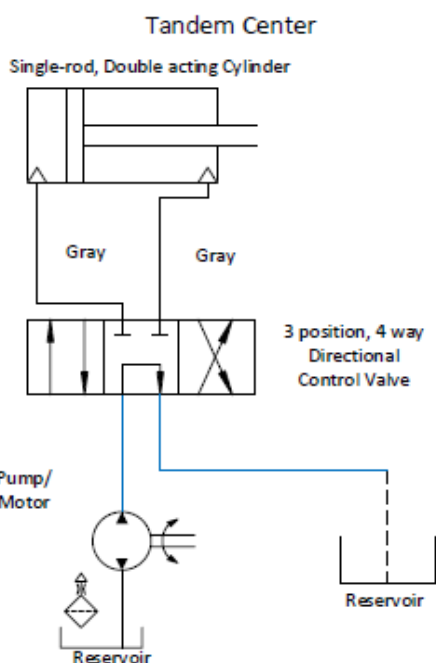 Tandem Center
Single-rod, Double acting Cylinder
Gray
Gray
3 position, 4 way
Directional
Control Valve
Pump/
Motor
Reservoir
Reservoir